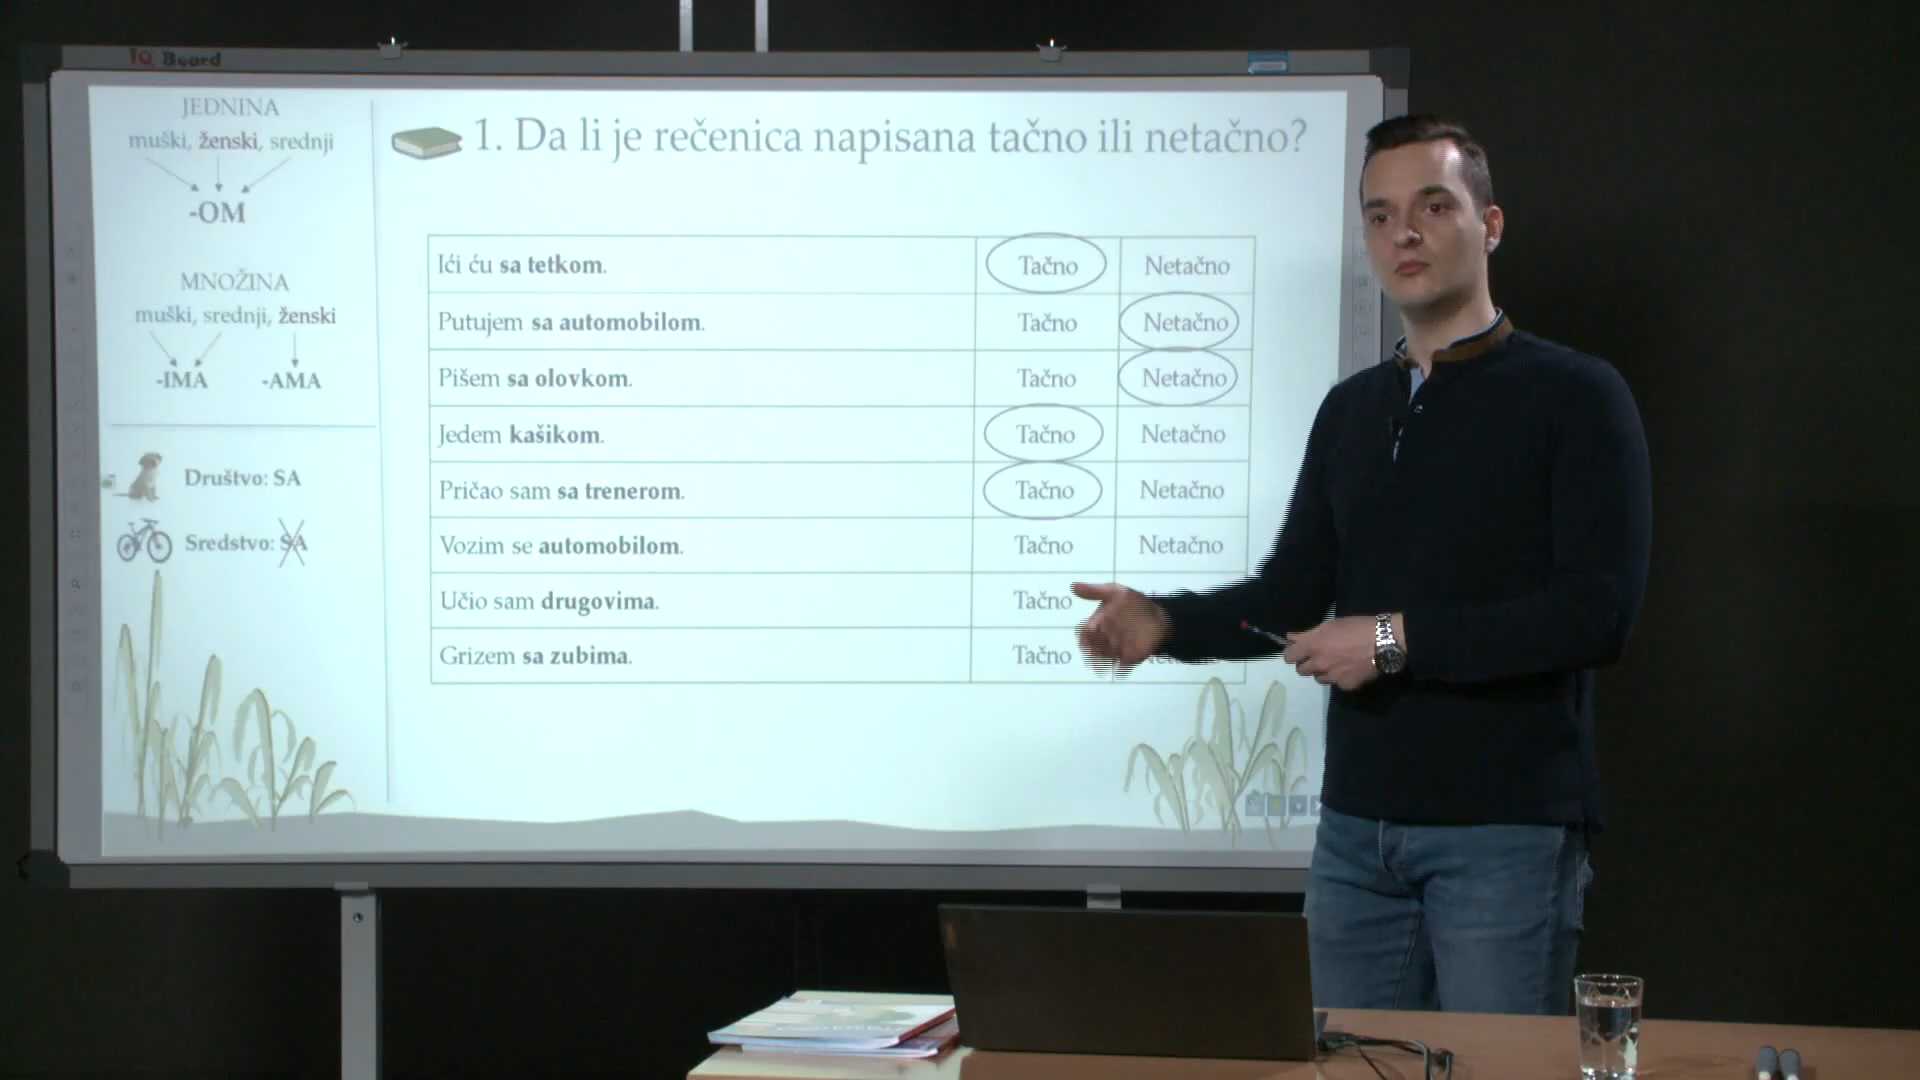 IQ Board
JEDNINA
muški, ženski, srednji
-OM
MNOŽINA
muški, srednji, ženski
-IMA -AMA
Društvo: SA
Sredstvo: SA
1. Da li je rečenica napisana tačno ili netačno?
Ići ću sa tetkom. Tačno Netačno
Putujem sa automobilom. Tačno Netačno
Pišem sa olovkom. Tačno Netačno
Jedem kašikom. Tačno Netačno
Pričao sam sa trenerom. Tačno Netačno
Vozim se automobilom. Tačno Netačno
Učio sam drugovima. Tačno
Grizem sa zubima. Tačno